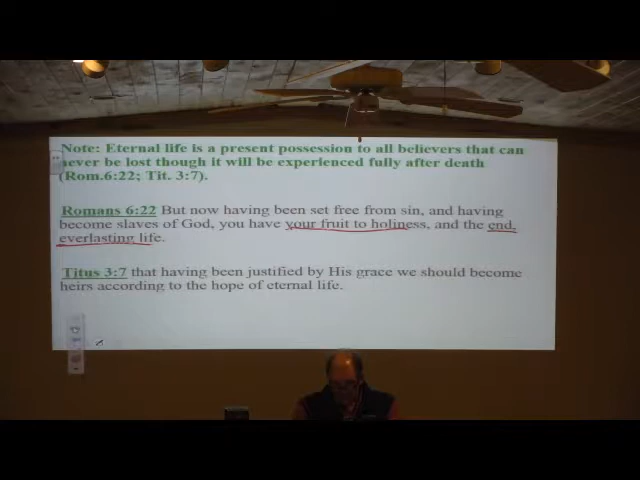 Note: Eternal life is a present possession to all believers that can
never be lost though it will be experienced fully after death
(Rom.6:22; Tit. 3:7).
Romans 6:22 But now having been set free from sin, and having
become slaves of God, you have your fruit to holiness, and the end,
everlasting life.
Titus 3:7 that having been justified by His grace we should become
heirs according to the hope of eternal life.